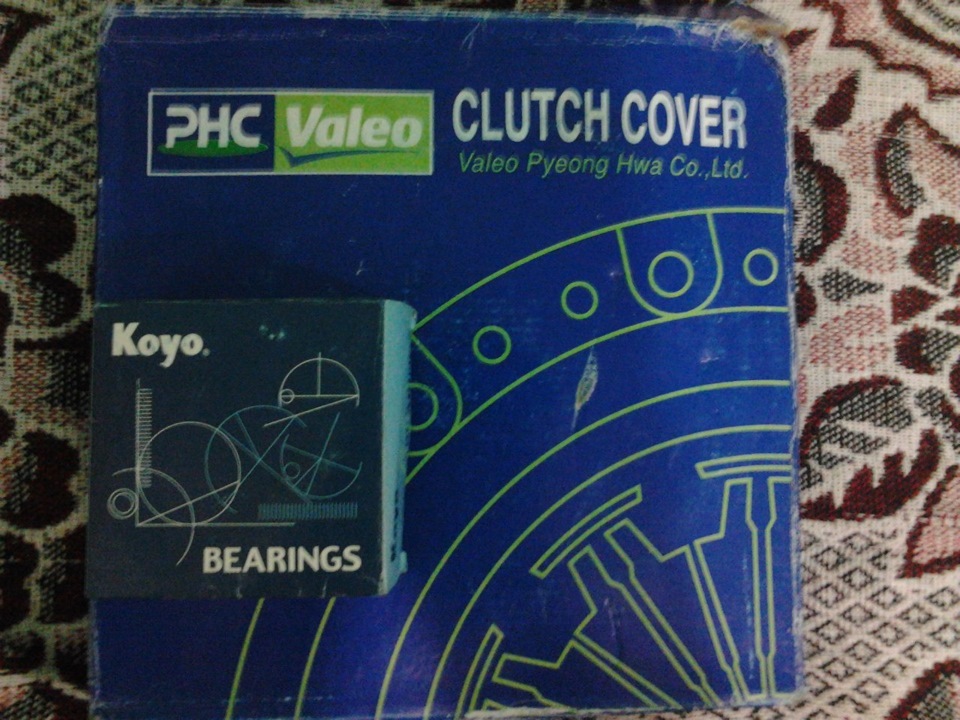 PHC Valeo CLUTCH COVER
Valeo Pyeong Hwa Co.,Ltd.
Koyo®
BEARINGS